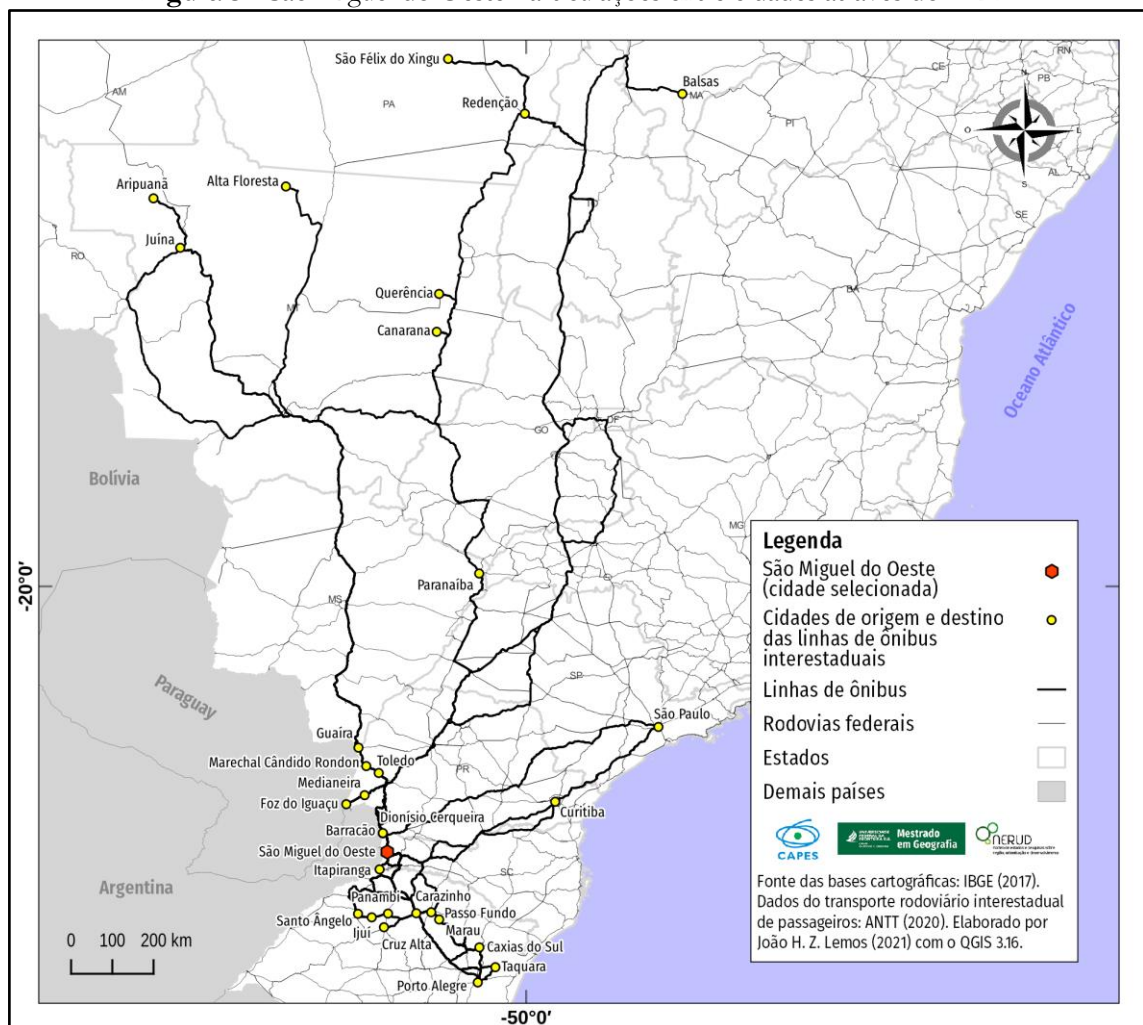 São Félix do Xingu
Balsas
Redenção
Aripuanã
Alta Floresta
Juína
Querência
Canarana
Paranaíba
Guaíra
Marechal Cândido Rondon
Toledo
Medianeira
Foz do Iguaçu
Dionísio Cerqueira
Barracão
São Miguel do Oeste
Itapiranga
São Paulo
Curitiba
Panambi
Carazinho
Santo Ângelo
Passo Fundo
Ijuí
Marau
Cruz Alta
Caxias do Sul
Taquara
Porto Alegre
AM
PA
MA
CE
RN
PB
PI
AL
SE
RO
MT
BA
GO
DF
MG
MS
SP
PR
SC
N
O
L
S
Bolívia
Paraguay
Argentina
Oceano Atlântico
-20°0′
-50°0′
0 100 200 km
Legenda
São Miguel do Oeste
(cidade selecionada)
Cidades de origem e destino
das linhas de ônibus
interestaduais
Linhas de ônibus
Rodovias federais
Estados
Demais países
CAPES
Mestrado
em Geografia
NERUD
Fonte das bases cartográficas: IBGE (2017).
Dados do transporte rodoviário interestadual
de passageiros: ANTT (2020). Elaborado por
João H. Z. Lemos (2021) com o QGIS 3.16.